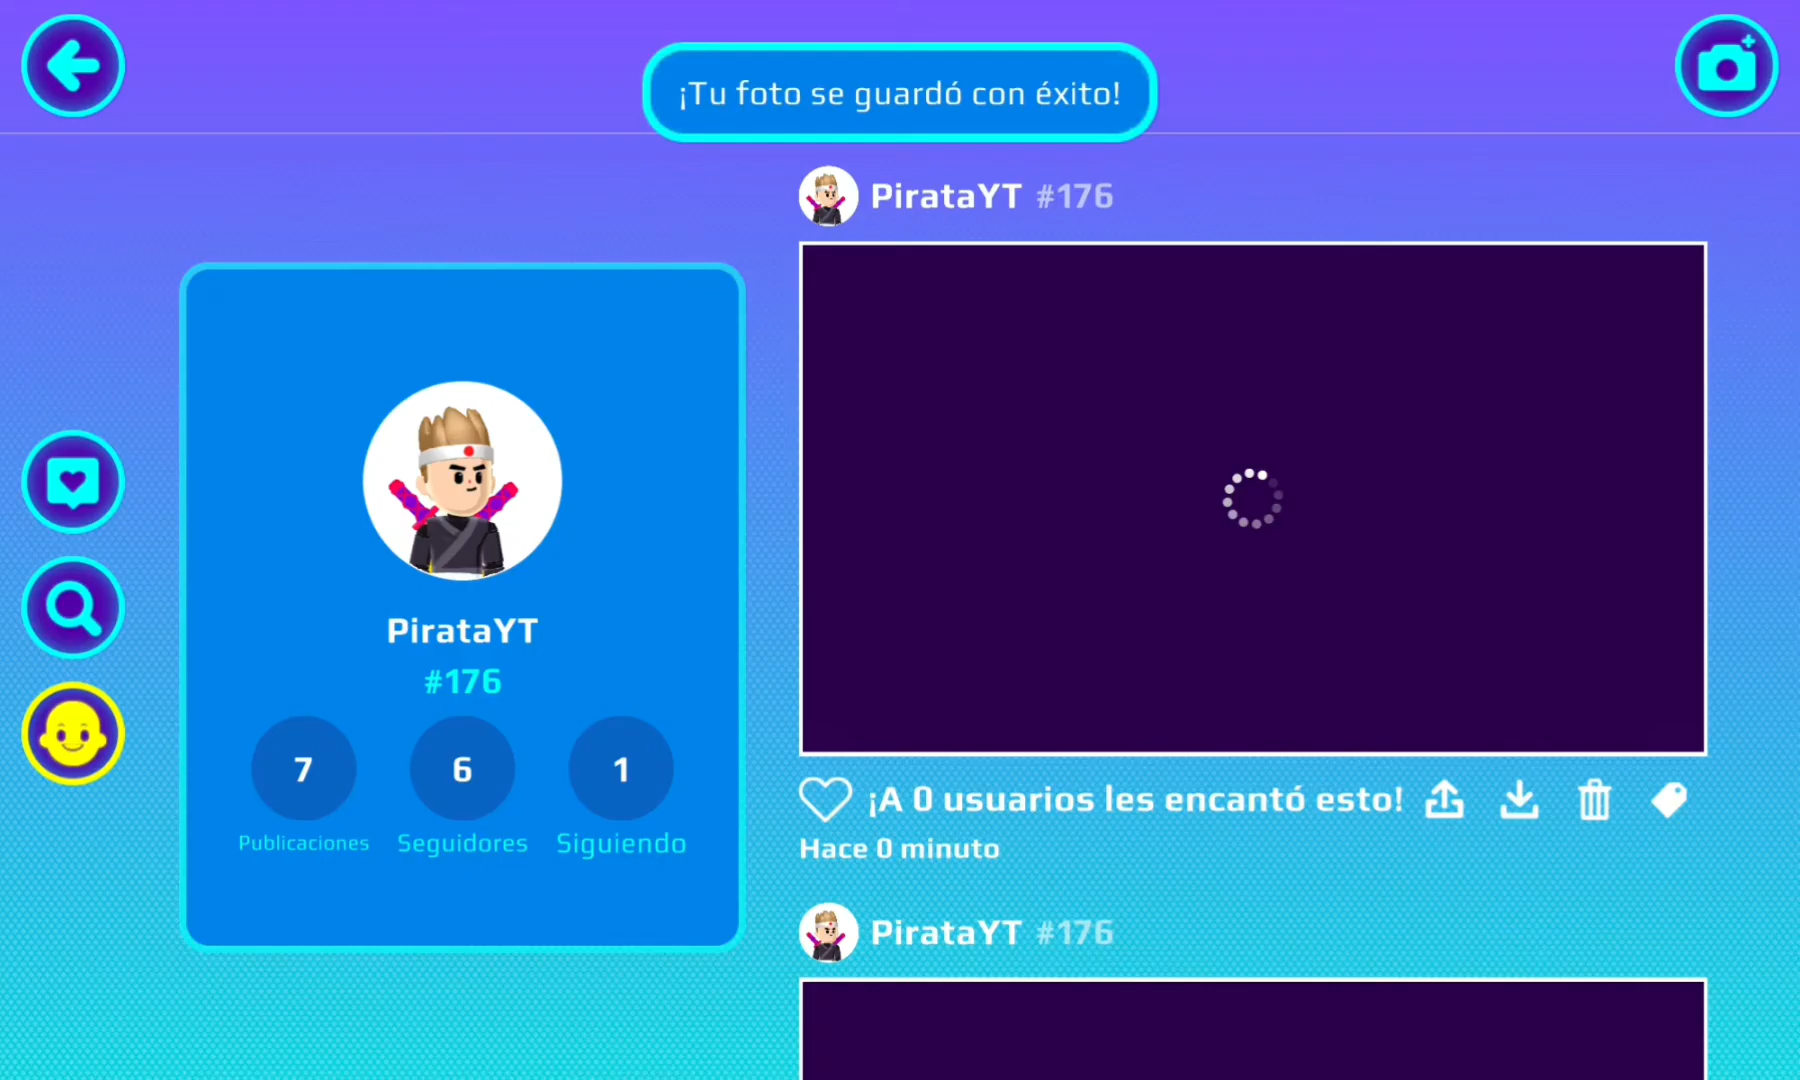 ¡Tu foto se guardó con éxito!
PirataYT #176
PirataYT
#176
7 6 1
Publicaciones Seguidores Siguiendo
¡A 0 usuarios les encantó esto!
Hace 0 minuto
PirataYT #176